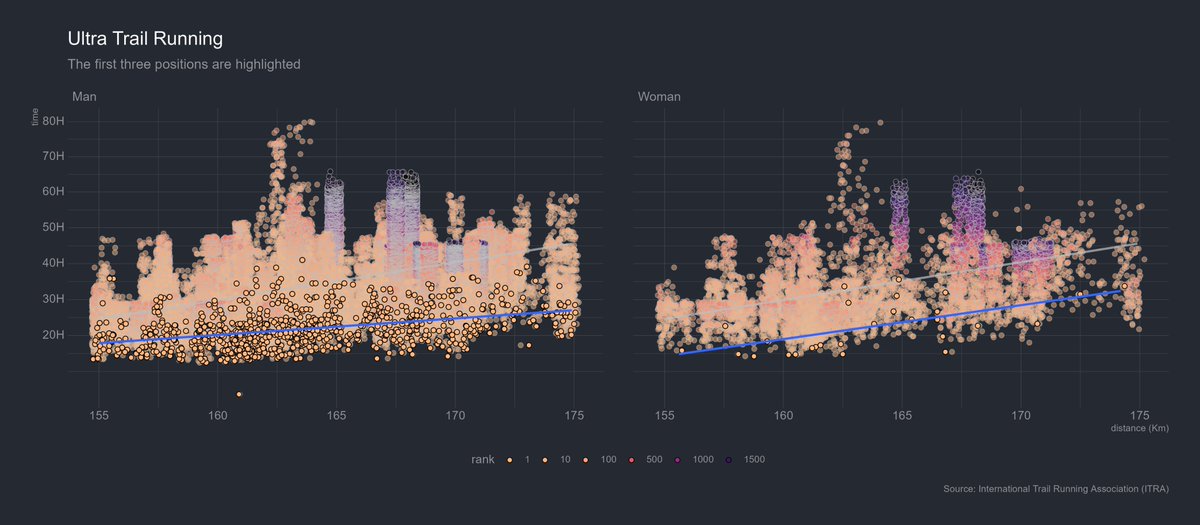 Ultra Trail Running
The first three positions are highlighted
Man
Woman
time
80H
70H
60H
50H
40H
30H
20H
155 160 165 170 175
155 160 165 170 175
distance (Km)
rank 1 10 100 500 1000 1500
Source: International Trail Running Association (ITRA)